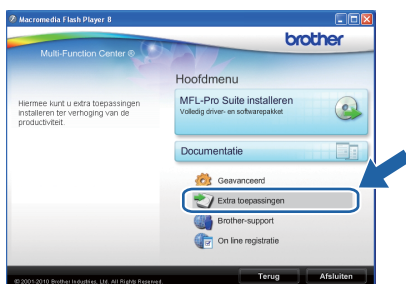 Macromedia Flash Player 8
brother
Multi-Function Center ®
Hoofdmenu
Hiermee kunt u extra toepassingen
installeren ter verhoging van de
productiviteit.
MFL-Pro Suite installeren
Volledig driver- en softwarepakket
Documentatie
Geavanceerd
Extra toepassingen
Brother-support
On line registratie
© 2001-2010 Brother Industries, Ltd. All Rights Reserved.
Terug
Afsluiten